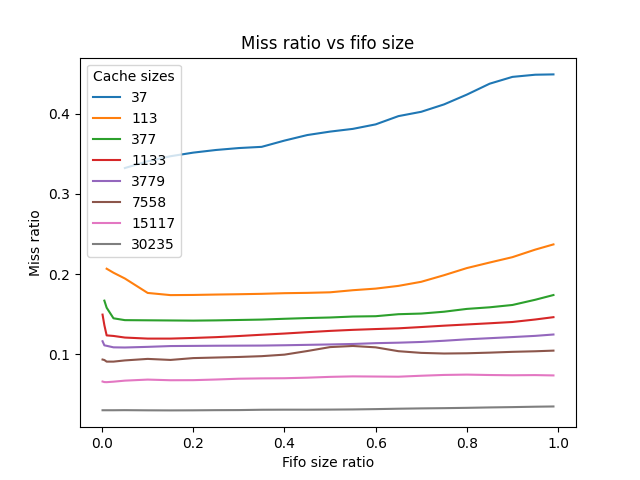 Miss ratio vs fifo size
Cache sizes
37
113
377
1133
3779
7558
15117
30235
Miss ratio
0.4
0.3
0.2
0.1
0.0 0.2 0.4 0.6 0.8 1.0
Fifo size ratio